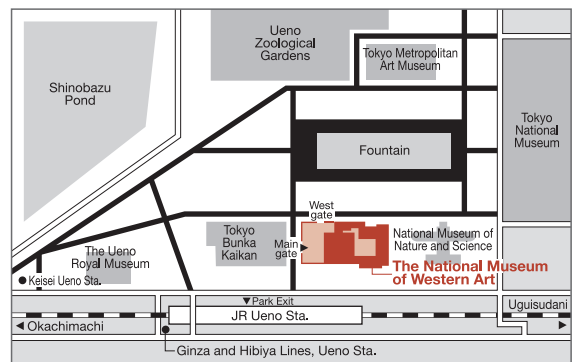 Ueno
Zoological
Gardens
Tokyo Metropolitan
Art Museum
Shinobazu
Pond
Tokyo
National
Museum
Fountain
West
gate
Tokyo
Bunka
Kaikan
Main
gate
National Museum of
Nature and Science
The Ueno
Royal Museum
The National Museum
of Western Art
Keisei Ueno Sta.
Park Exit
Uguisudani
JR Ueno Sta.
Okachimachi
Ginza and Hibiya Lines, Ueno Sta.